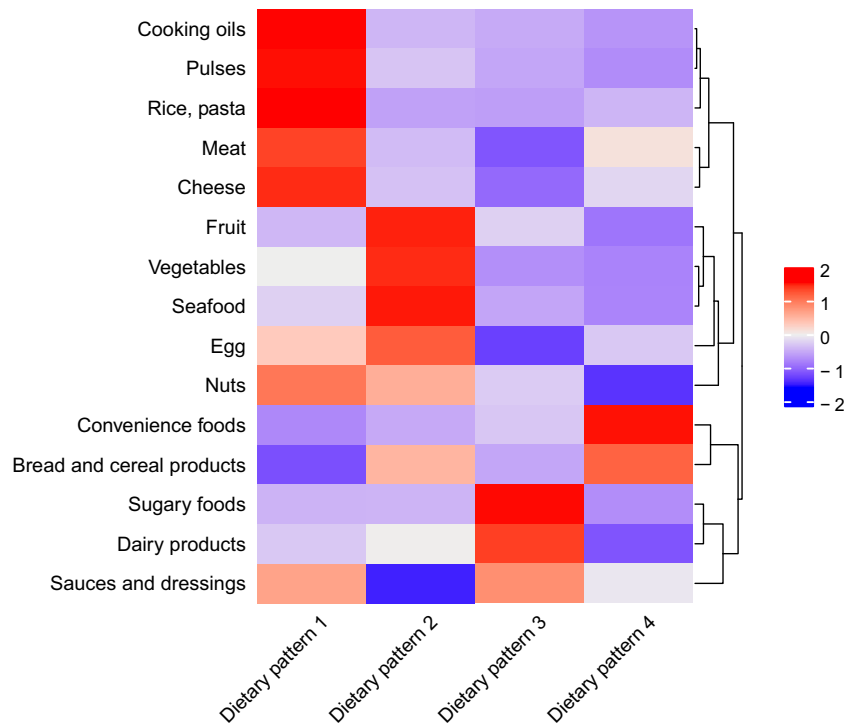 Cooking oils
Pulses
Rice, pasta
Meat
Cheese
Fruit
Vegetables
Seafood
Egg
Nuts
Convenience foods
Bread and cereal products
Sugary foods
Dairy products
Sauces and dressings
Dietary pattern 1
Dietary pattern 2
Dietary pattern 3
Dietary pattern 4
2
1
0
− 1
− 2